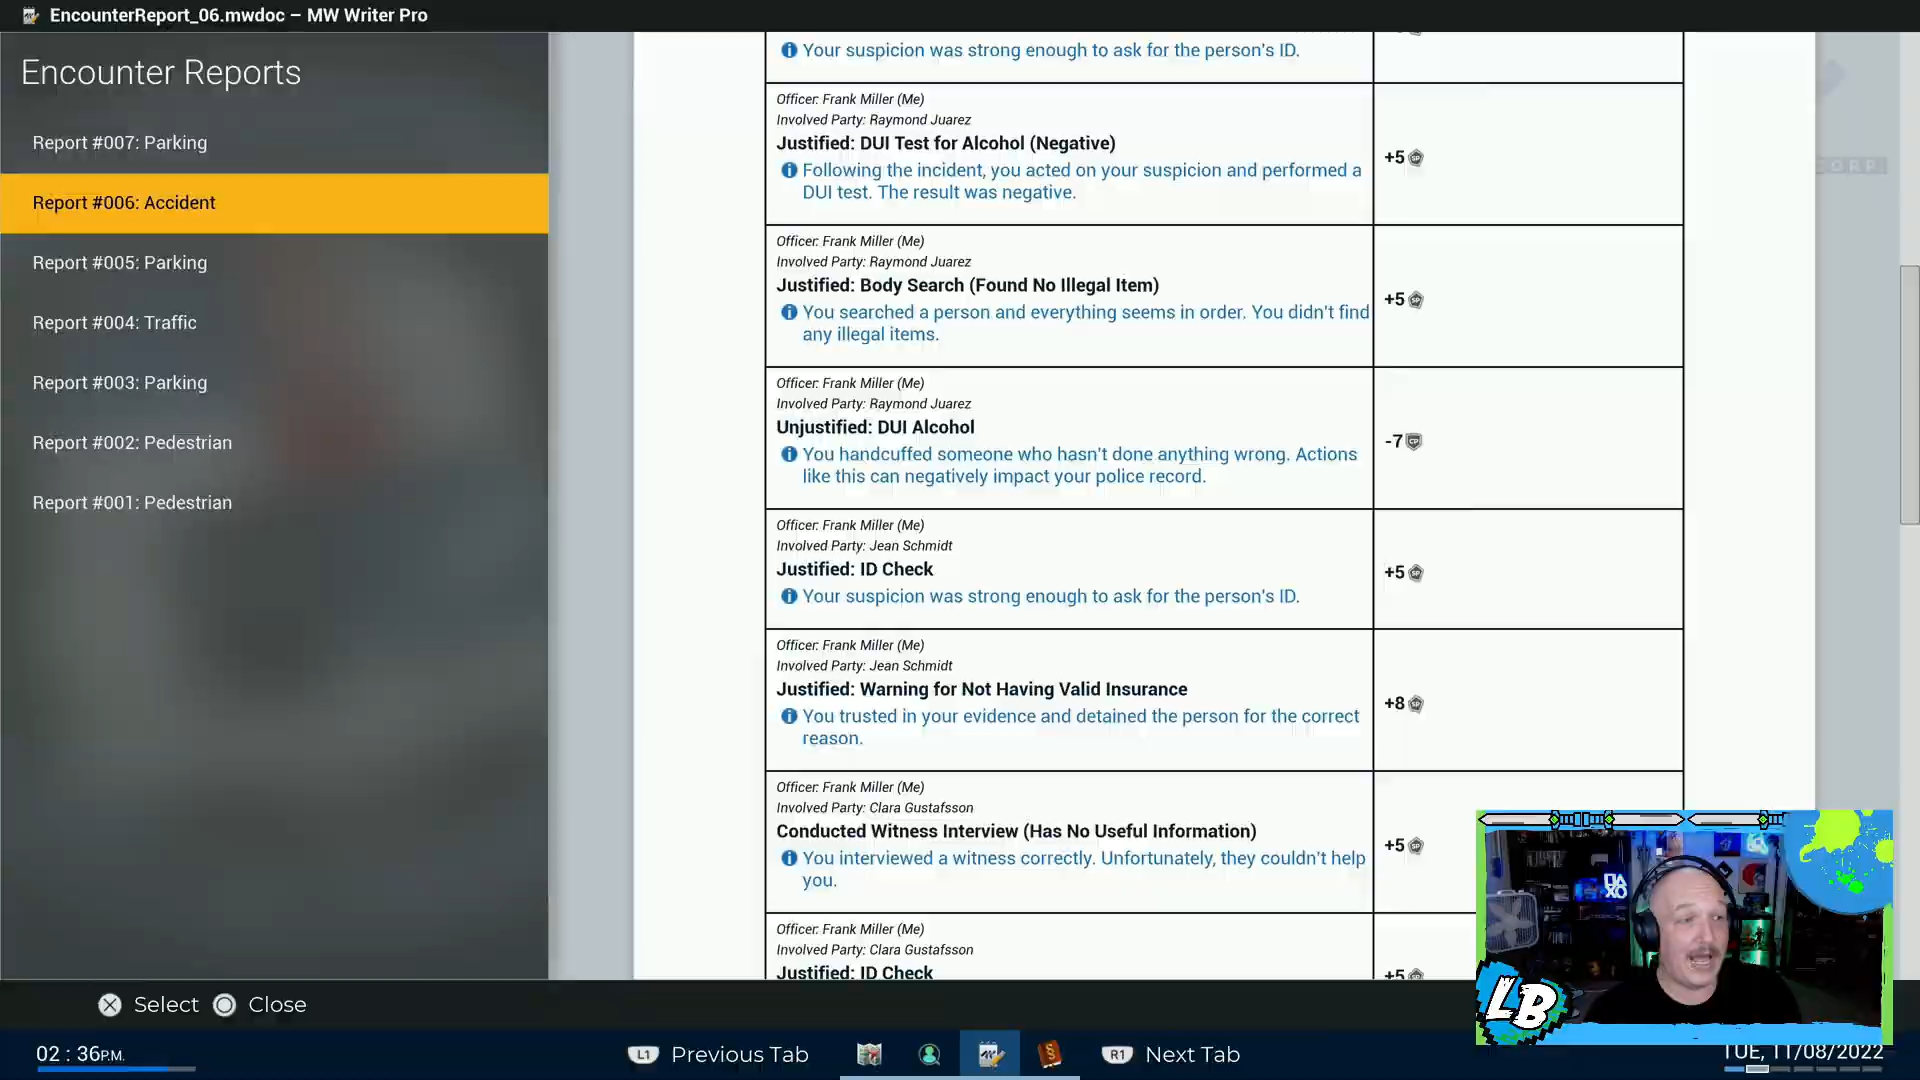 EncounterReport_06.mwdoc – MW Writer Pro
Encounter Reports
Report #007: Parking
Report #006: Accident
Report #005: Parking
Report #004: Traffic
Report #003: Parking
Report #002: Pedestrian
Report #001: Pedestrian
Your suspicion was strong enough to ask for the person's ID.
Officer: Frank Miller (Me)
Involved Party: Raymond Juarez
Justified: DUI Test for Alcohol (Negative)
Following the incident, you acted on your suspicion and performed a
DUI test. The result was negative.
+5 SP
Officer: Frank Miller (Me)
Involved Party: Raymond Juarez
Justified: Body Search (Found No Illegal Item)
You searched a person and everything seems in order. You didn't find
any illegal items.
+5 SP
Officer: Frank Miller (Me)
Involved Party: Raymond Juarez
Unjustified: DUI Alcohol
You handcuffed someone who hasn't done anything wrong. Actions
like this can negatively impact your police record.
-7 CP
Officer: Frank Miller (Me)
Involved Party: Jean Schmidt
Justified: ID Check
Your suspicion was strong enough to ask for the person's ID.
+5 SP
Officer: Frank Miller (Me)
Involved Party: Jean Schmidt
Justified: Warning for Not Having Valid Insurance
You trusted in your evidence and detained the person for the correct
reason.
+8 SP
Officer: Frank Miller (Me)
Involved Party: Clara Gustafsson
Conducted Witness Interview (Has No Useful Information)
You interviewed a witness correctly. Unfortunately, they couldn't help
you.
+5 SP
Officer: Frank Miller (Me)
Involved Party: Clara Gustafsson
Justified: ID Check
+5
CORP.
LB
Select
Close
02 : 36 P.M.
L1 Previous Tab
R1 Next Tab
TUE, 11/08/2022